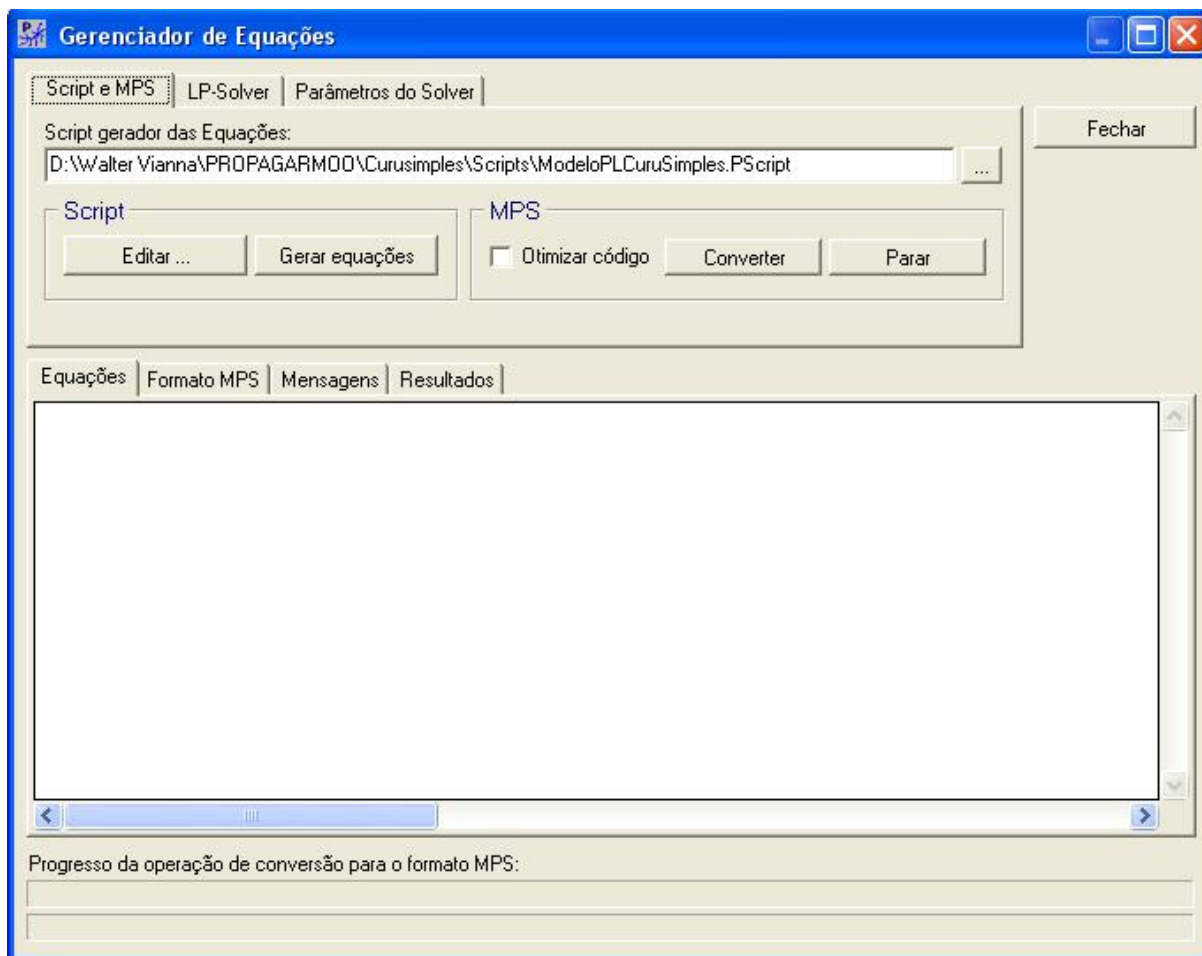 Gerenciador de Equações
Script e MPS LP-Solver Parâmetros do Solver
Fechar
Script gerador das Equações:
D:\Walter Vianna\PROPAGARMOO\Curusimples\Scripts\ModeloPLCuruSimples.PScript ...
Script MPS
Editar ... Gerar equações Otimizar código Converter Parar
Equações Formato MPS Mensagens Resultados
Progresso da operação de conversão para o formato MPS: